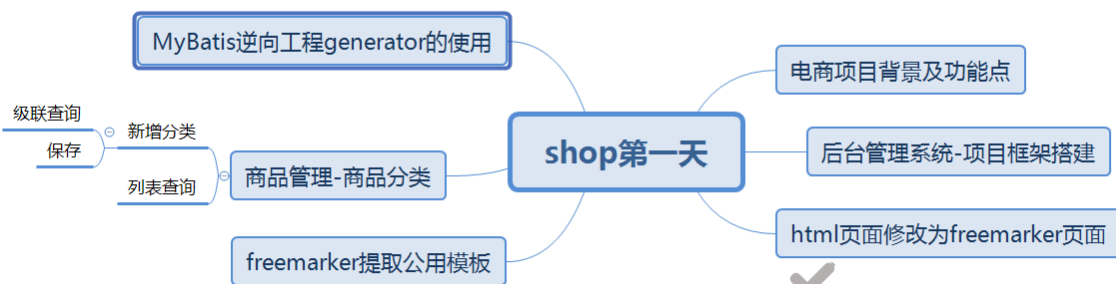 MyBatis逆向工程generator的使用
电商项目背景及功能点
级联查询
新增分类
保存
shop第一天
后台管理系统-项目框架搭建
商品管理-商品分类
列表查询
html页面修改为freemarker页面
freemarker提取公用模板